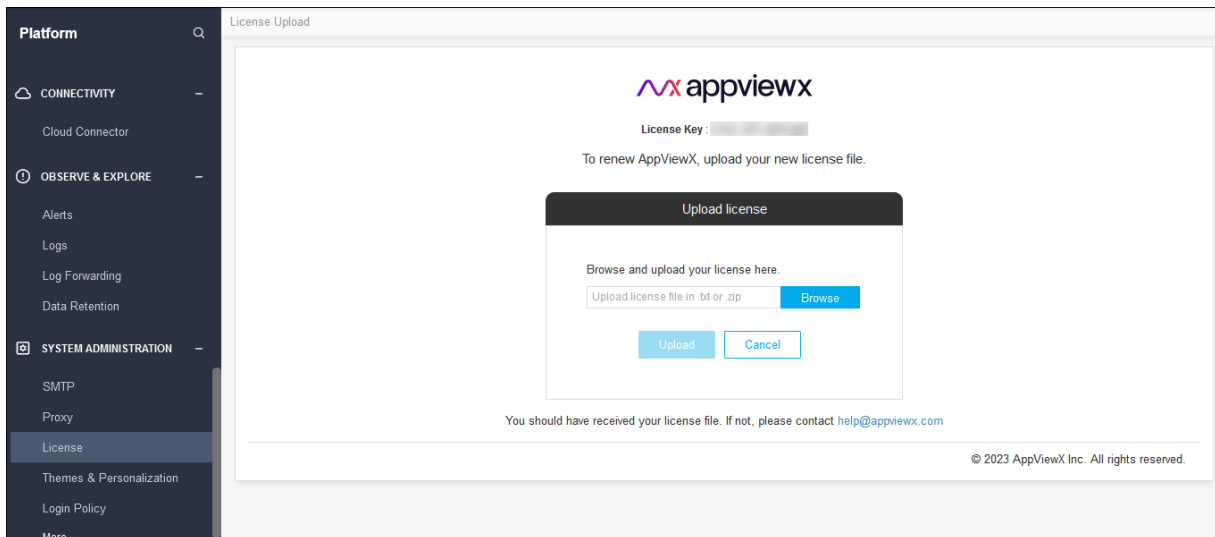 Platform
CONNECTIVITY
Cloud Connector
OBSERVE & EXPLORE
Alerts
Logs
Log Forwarding
Data Retention
SYSTEM ADMINISTRATION
SMTP
Proxy
License
Themes & Personalization
Login Policy
More
License Upload
appviewx
License Key :
To renew AppViewX, upload your new license file.
Upload license
Browse and upload your license here.
Upload license file in .txt or .zip
Browse
Upload
Cancel
You should have received your license file. If not, please contact help@appviewx.com
© 2023 AppViewX Inc. All rights reserved.